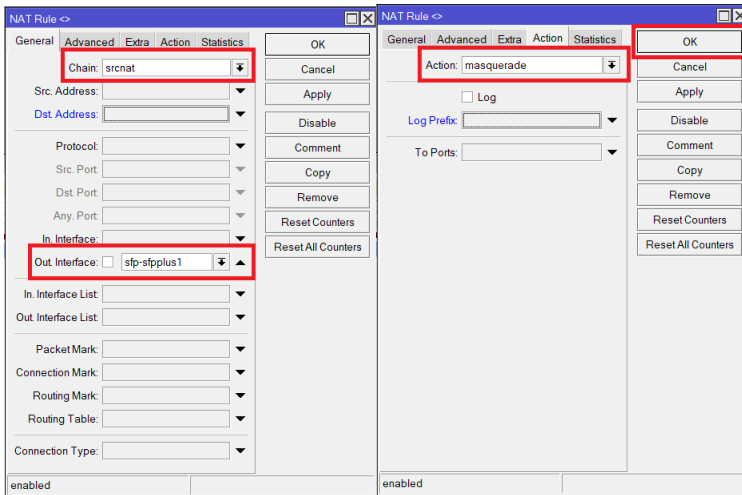 NAT Rule <>
General Advanced Extra Action Statistics
Chain: srcnat
Src. Address:
Dst. Address:
Protocol:
Src. Port:
Dst. Port:
Any. Port:
In. Interface:
Out. Interface: sfp-sfpplus1
In. Interface List:
Out. Interface List:
Packet Mark:
Connection Mark:
Routing Mark:
Routing Table:
Connection Type:
OK
Cancel
Apply
Disable
Comment
Copy
Remove
Reset Counters
Reset All Counters
enabled
NAT Rule <>
General Advanced Extra Action Statistics
Action: masquerade
Log
Log Prefix:
To Ports:
OK
Cancel
Apply
Disable
Comment
Copy
Remove
Reset Counters
Reset All Counters
enabled